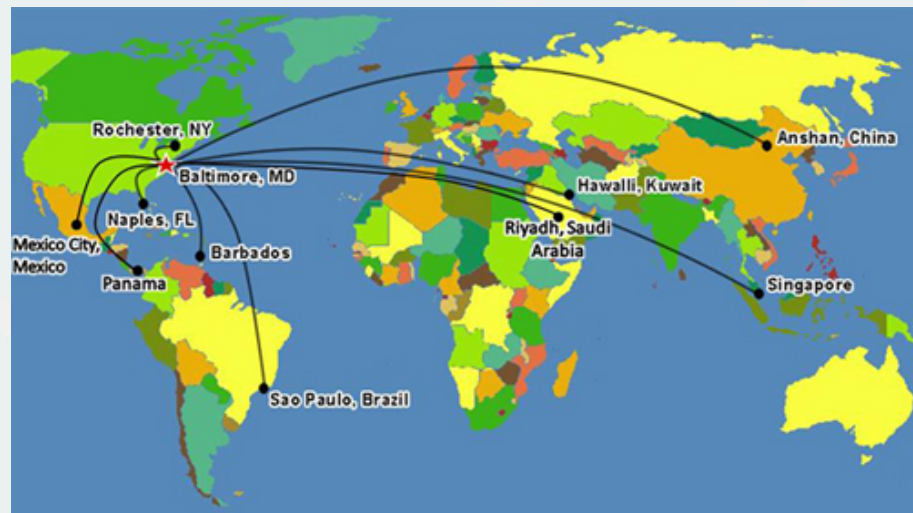 Rochester, NY
Anshan, China
Baltimore, MD
Hawalli, Kuwait
Naples, FL
Riyadh, Saudi
Arabia
Mexico City,
Mexico
Barbados
Panama
Singapore
Sao Paulo, Brazil